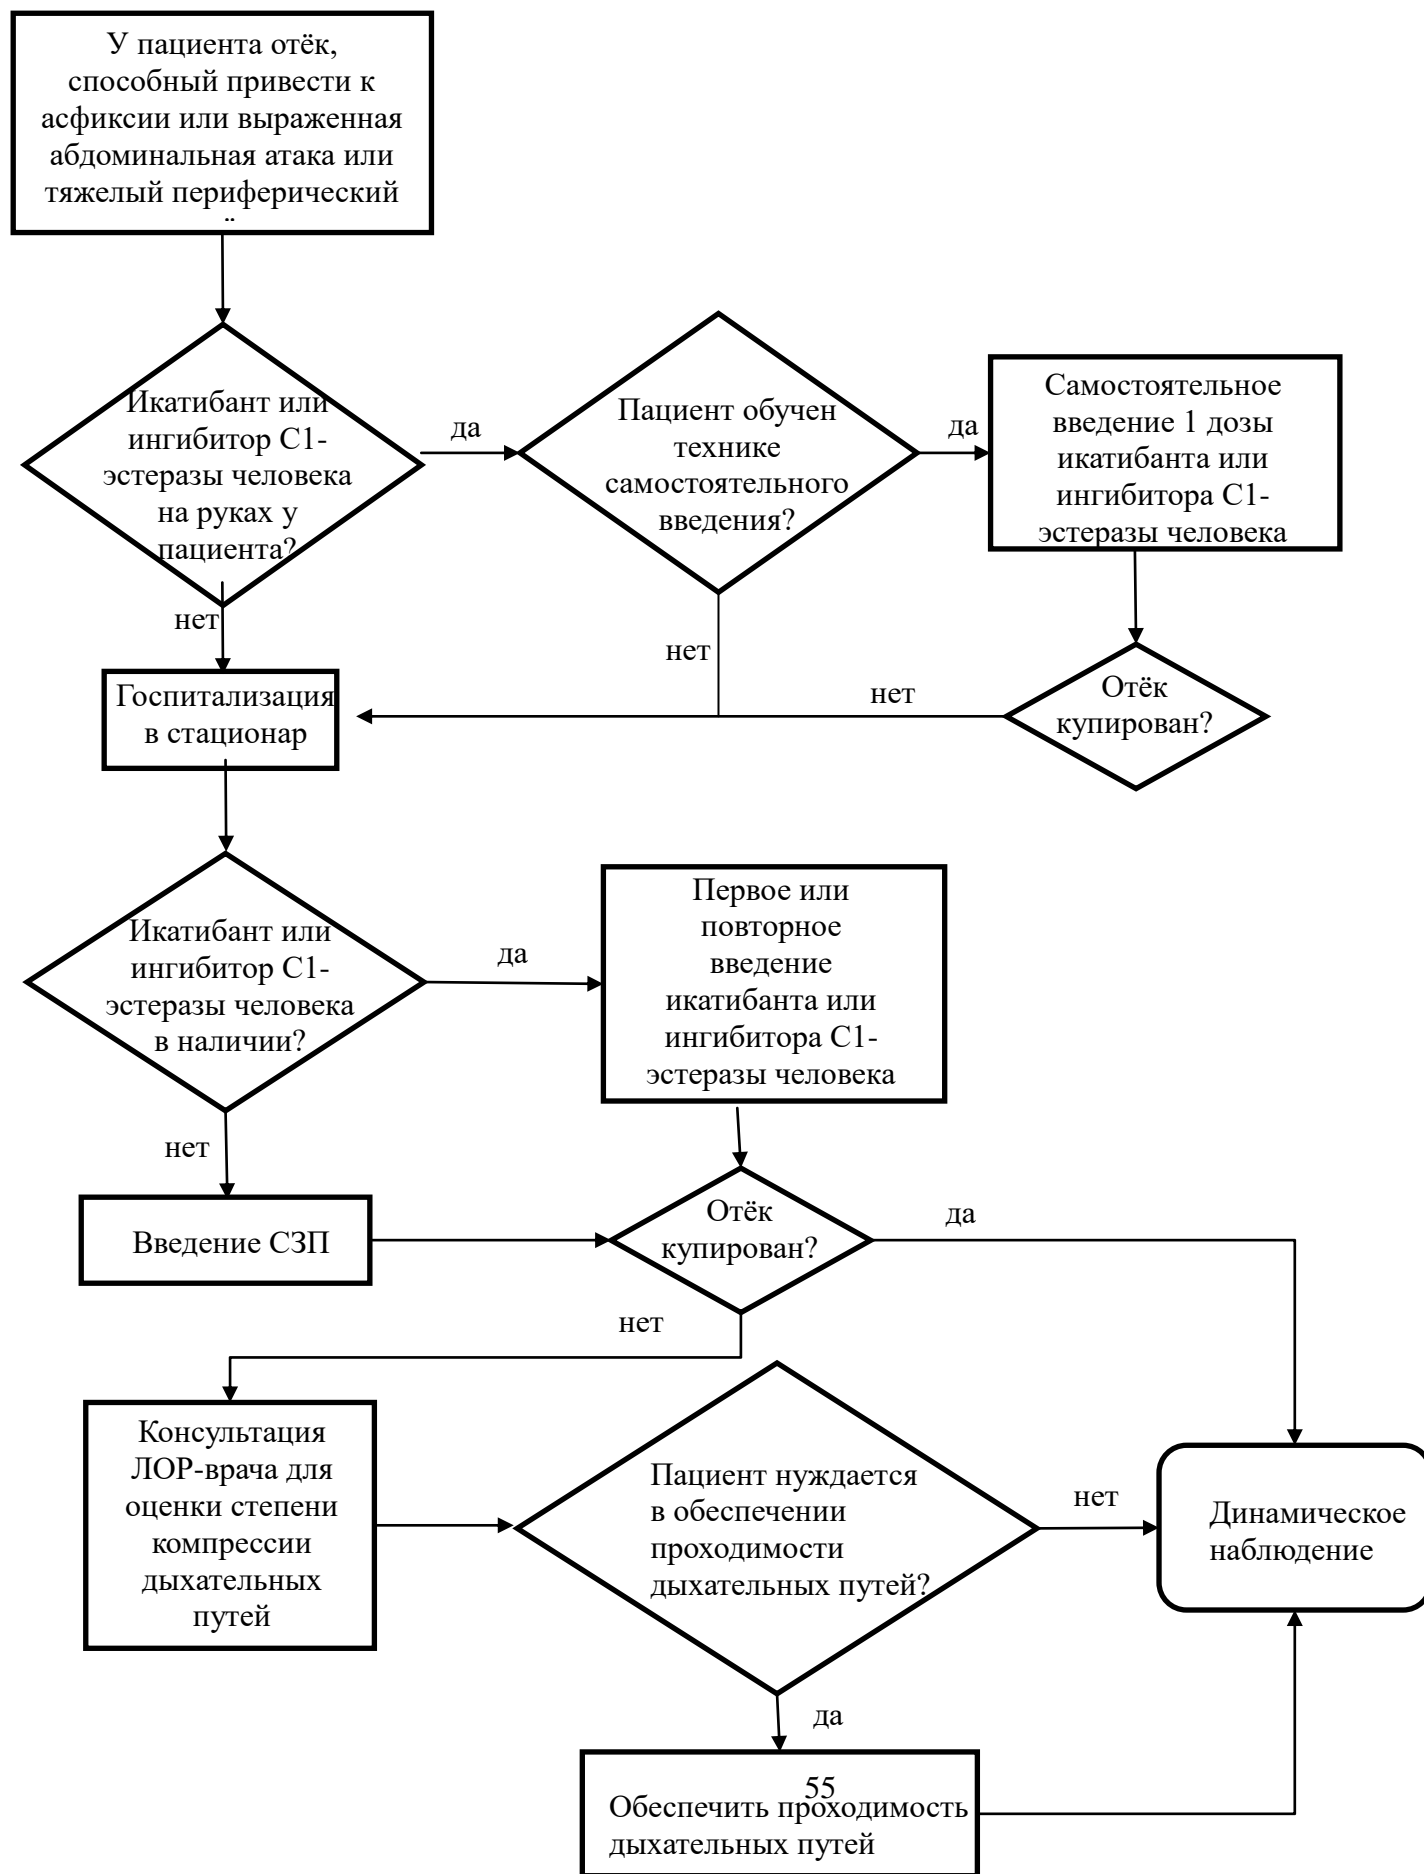 У пациента отёк,
способный привести к
асфиксии или выраженная
абдоминальная атака или
тяжелый периферический
Икатибант или
ингибитор С1-
эстеразы человека
на руках у
пациента?
да
Пациент обучен
технике
самостоятельного
введения?
да
Самостоятельное
введение 1 дозы
икатибанта или
ингибитора С1-
эстеразы человека
нет
нет
Госпитализация
в стационар
нет
Отёк
купирован?
Икатибант или
ингибитор С1-
эстеразы человека
в наличии?
да
Первое или
повторное
введение
икатибанта или
ингибитора С1-
эстеразы человека
нет
Введение СЗП
Отёк
купирован?
да
нет
Консультация
ЛОР-врача для
оценки степени
компрессии
дыхательных
путей
Пациент нуждается
в обеспечении
проходимости
дыхательных путей?
нет
Динамическое
наблюдение
да
55
Обеспечить проходимость
дыхательных путей